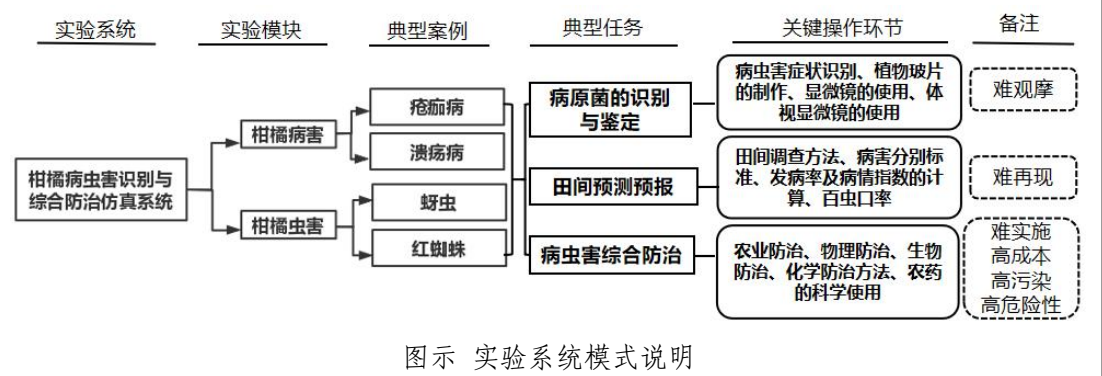 实验系统 实验模块 典型案例 典型任务 关键操作环节 备注
柑橘病虫害识别与
综合防治仿真系统
柑橘病害
柑橘虫害
疮痂病
溃疡病
蚜虫
红蜘蛛
病原菌的识别
与鉴定
田间预测预报
病虫害综合防治
病虫害症状识别、植物玻片
的制作、显微镜的使用、体
视显微镜的使用
田间调查方法、病害分别标
准、发病率及病情指数的计
算、百虫口率
农业防治、物理防治、生物
防治、化学防治方法、农药
的科学使用
难观摩
难再现
难实施
高成本
高污染
高危险性
图示 实验系统模式说明